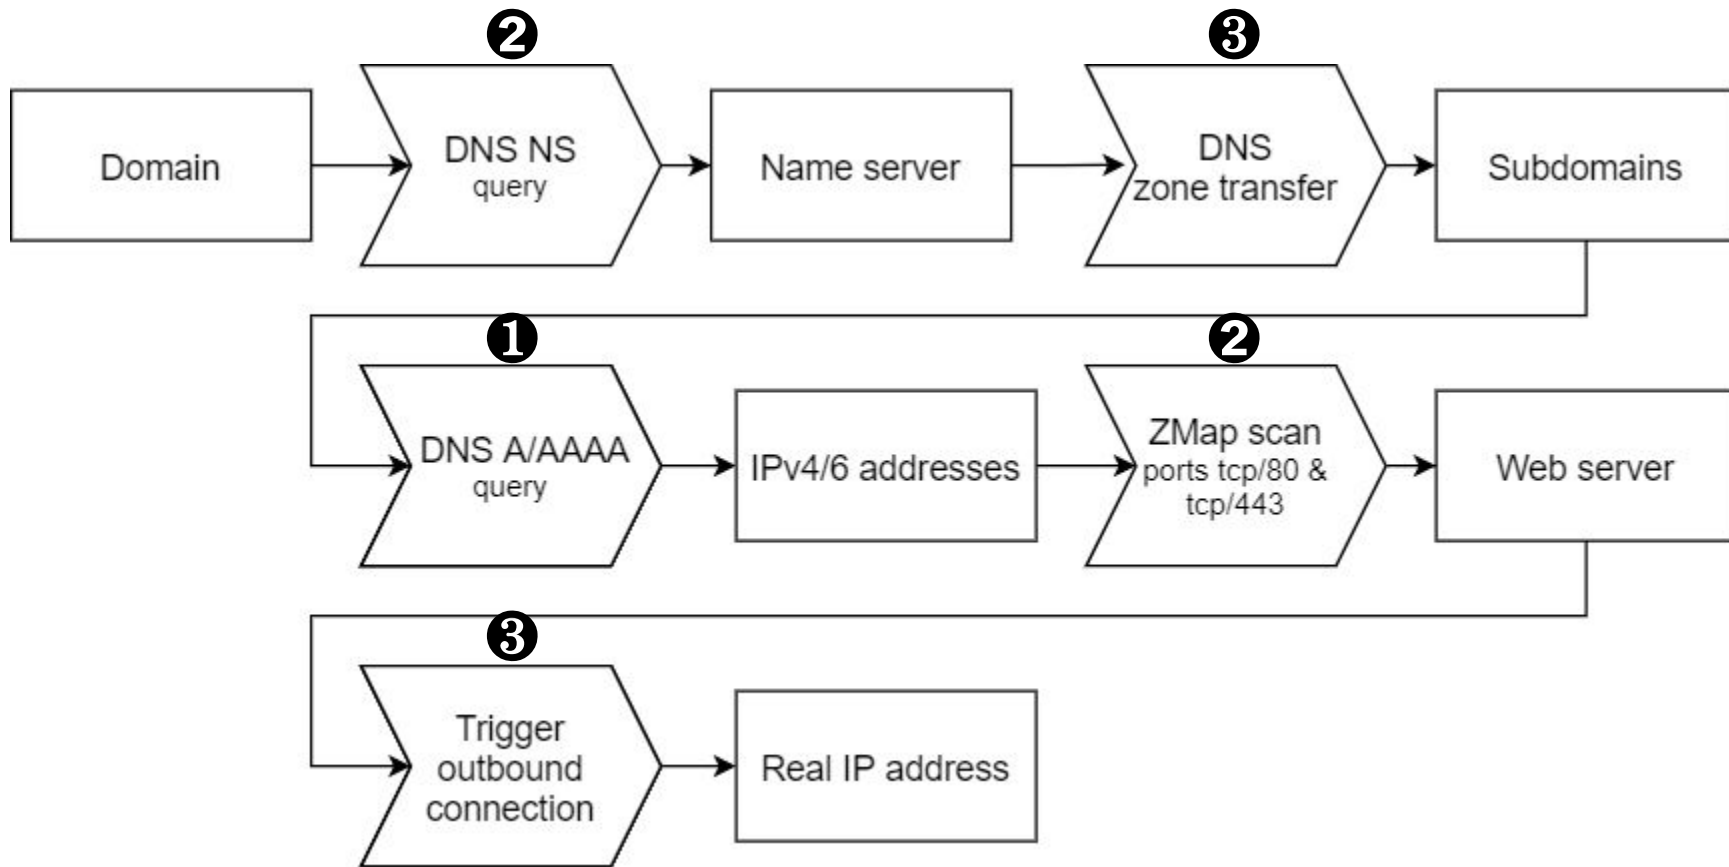 ❷
❸
Domain
DNS NS
query
Name server
DNS
zone transfer
Subdomains
❶
❷
DNS A/AAAA
query
IPv4/6 addresses
ZMap scan
ports tcp/80 &
tcp/443
Web server
❸
Trigger
outbound
connection
Real IP address